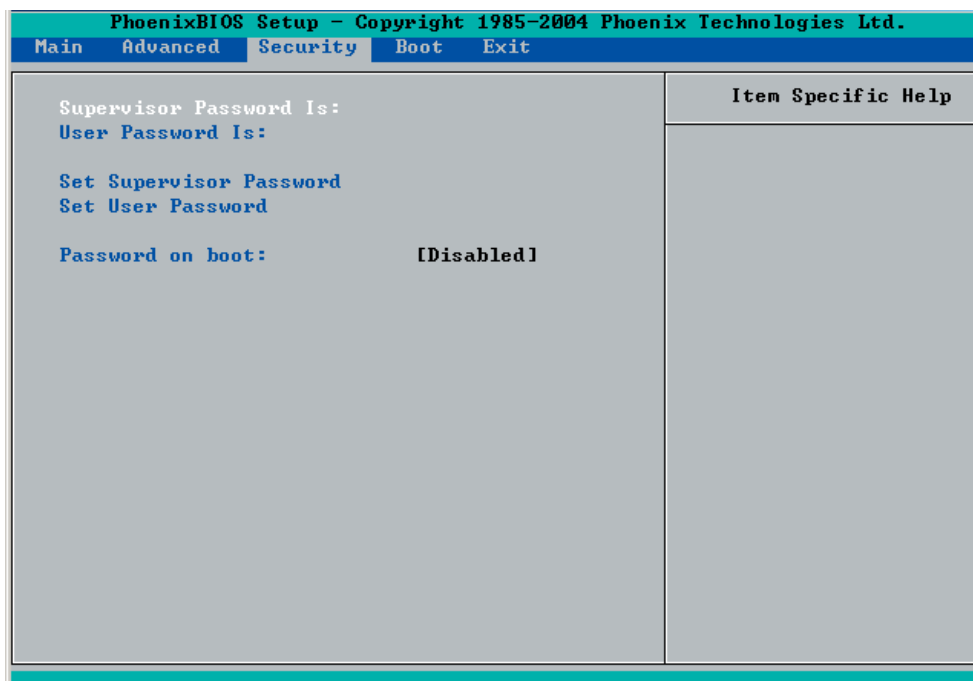 PhoenixBIOS Setup - Copyright 1985-2004 Phoenix Technologies Ltd.
Main Advanced Security Boot Exit
Item Specific Help
Supervisor Password Is:
User Password Is:
Set Supervisor Password
Set User Password
Password on boot: [Disabled]